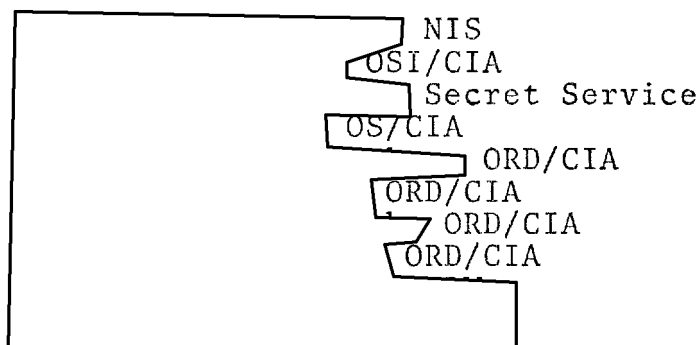 NIS
OSI/CIA
Secret Service
OS/CIA
ORD/CIA
ORD/CIA
ORD/CIA
ORD/CIA